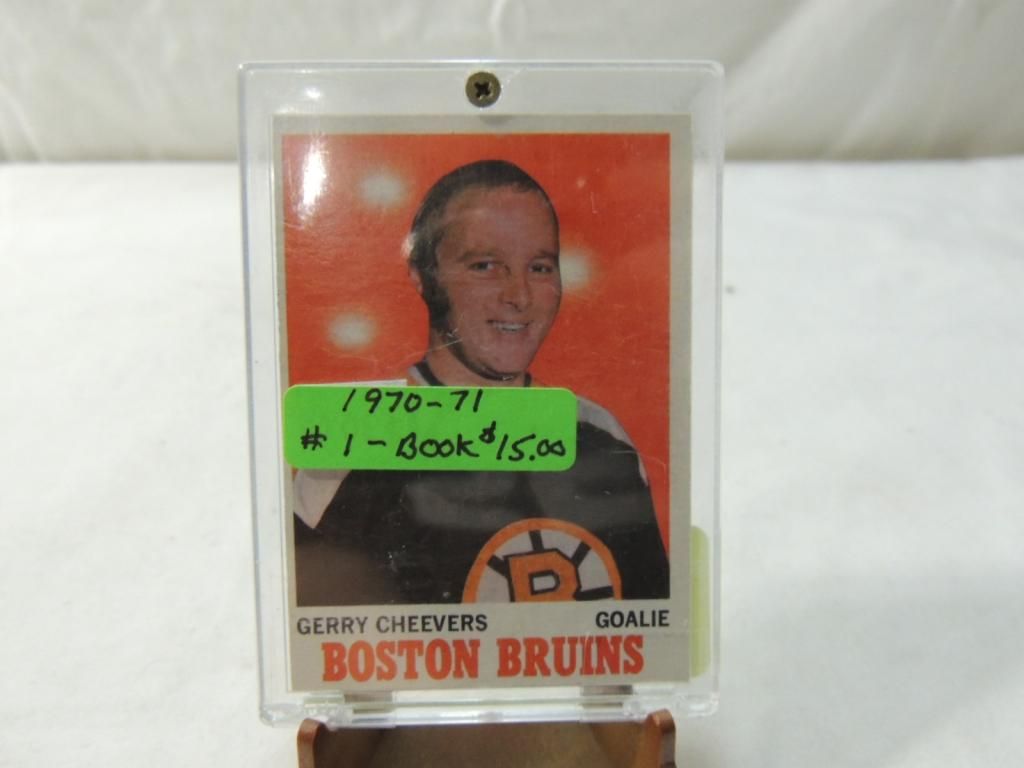 1970-71
# 1 - BOOK $15.00
B
GERRY CHEEVERS GOALIE
BOSTON BRUINS